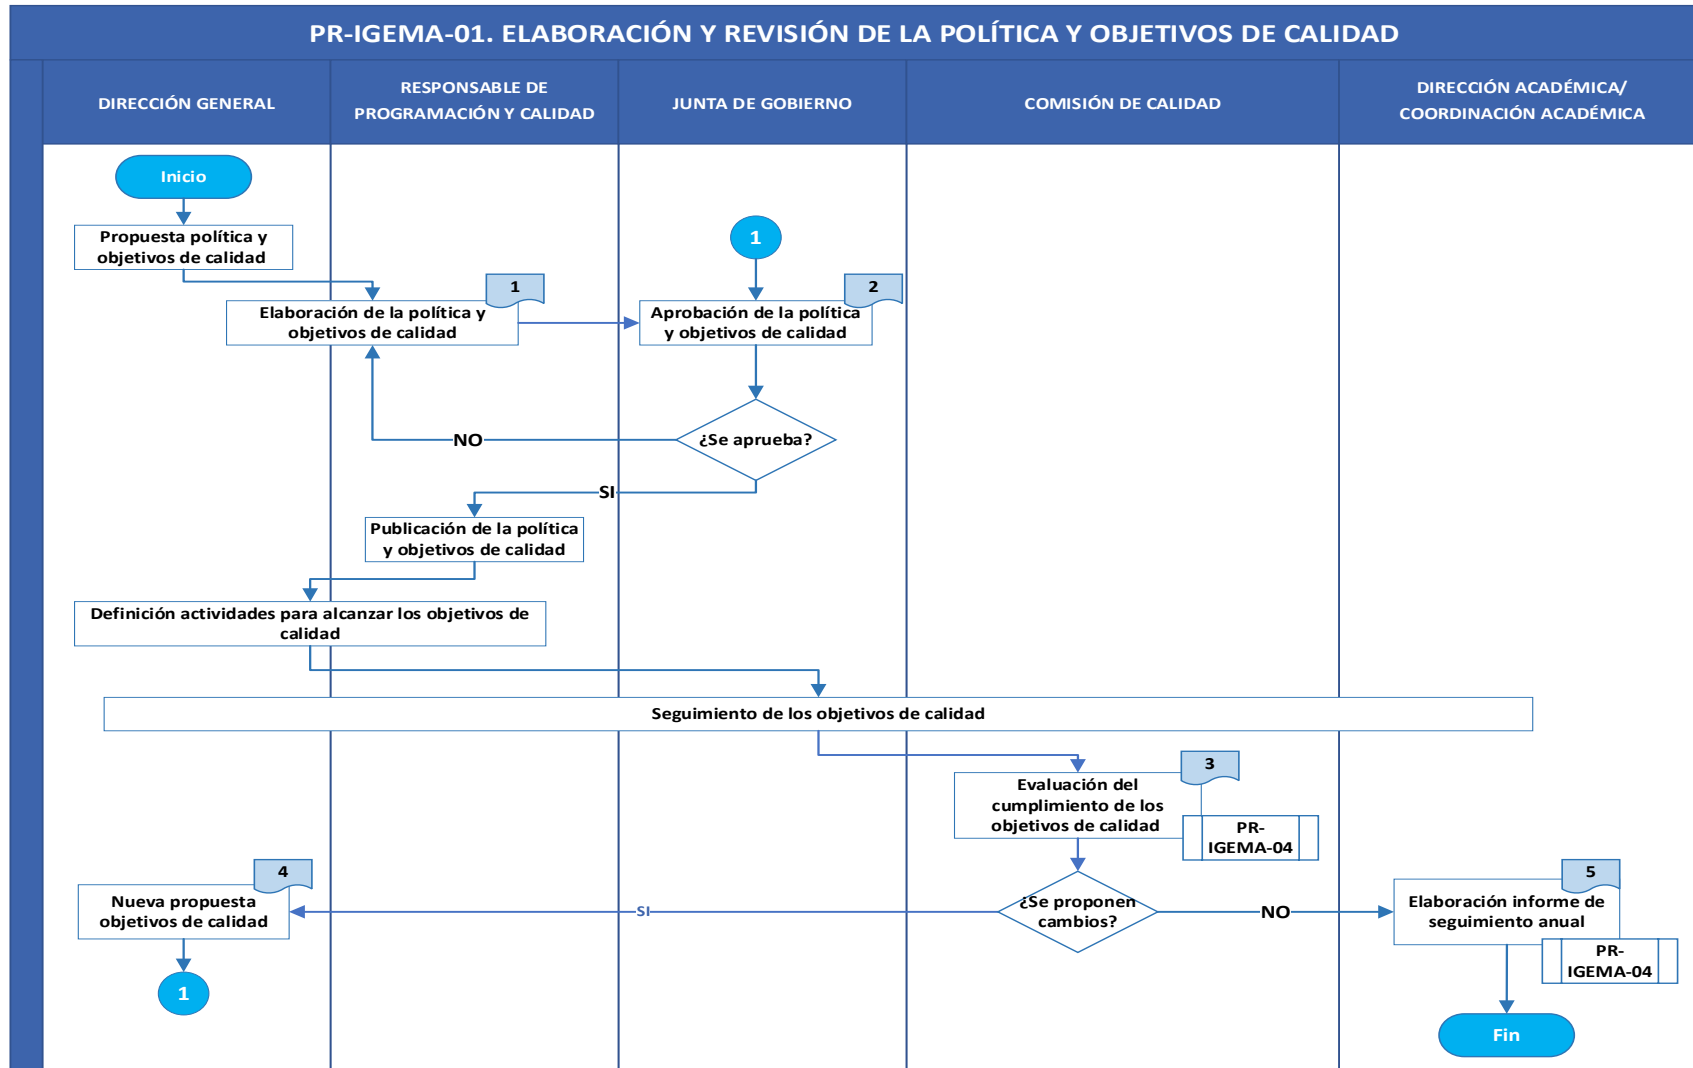 PR-IGEMA-01. ELABORACIÓN Y REVISIÓN DE LA POLÍTICA Y OBJETIVOS DE CALIDAD
DIRECCIÓN GENERAL
RESPONSABLE DE
PROGRAMACIÓN Y CALIDAD
JUNTA DE GOBIERNO
COMISIÓN DE CALIDAD
DIRECCIÓN ACADÉMICA/
COORDINACIÓN ACADÉMICA
Inicio
Propuesta política y
objetivos de calidad
1
1
Elaboración de la política y
objetivos de calidad
2
Aprobación de la política
y objetivos de calidad
¿Se aprueba?
NO
SI
Publicación de la política
y objetivos de calidad
Definición actividades para alcanzar los objetivos de
calidad
Seguimiento de los objetivos de calidad
3
Evaluación del
cumplimiento de los
objetivos de calidad
PR-
IGEMA-04
¿Se proponen
cambios?
SI
NO
4
Nueva propuesta
objetivos de calidad
1
5
Elaboración informe de
seguimiento anual
PR-
IGEMA-04
Fin